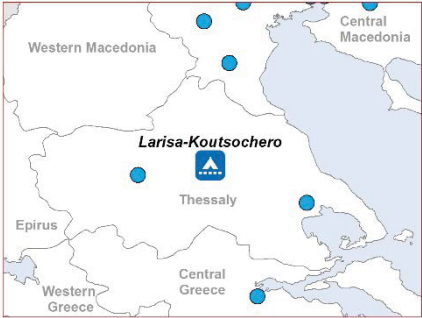 Central
Macedonia
Western Macedonia
Larisa-Koutsochero
Thessaly
Epirus
Central
Greece
Western
Greece